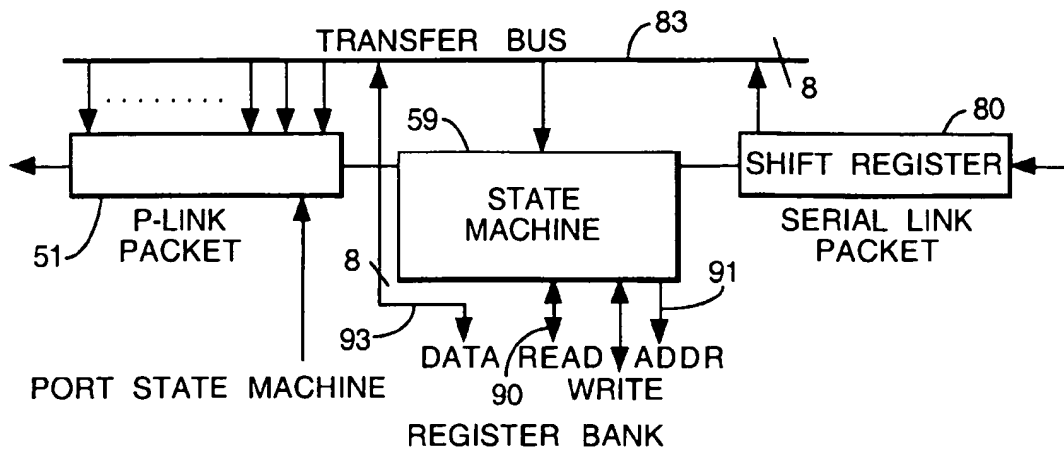 TRANSFER BUS
83
8
59
80
SHIFT REGISTER
STATE
MACHINE
P-LINK
PACKET
51
SERIAL LINK
PACKET
8
91
93
DATA READ ADDR
WRITE
90
PORT STATE MACHINE
REGISTER BANK